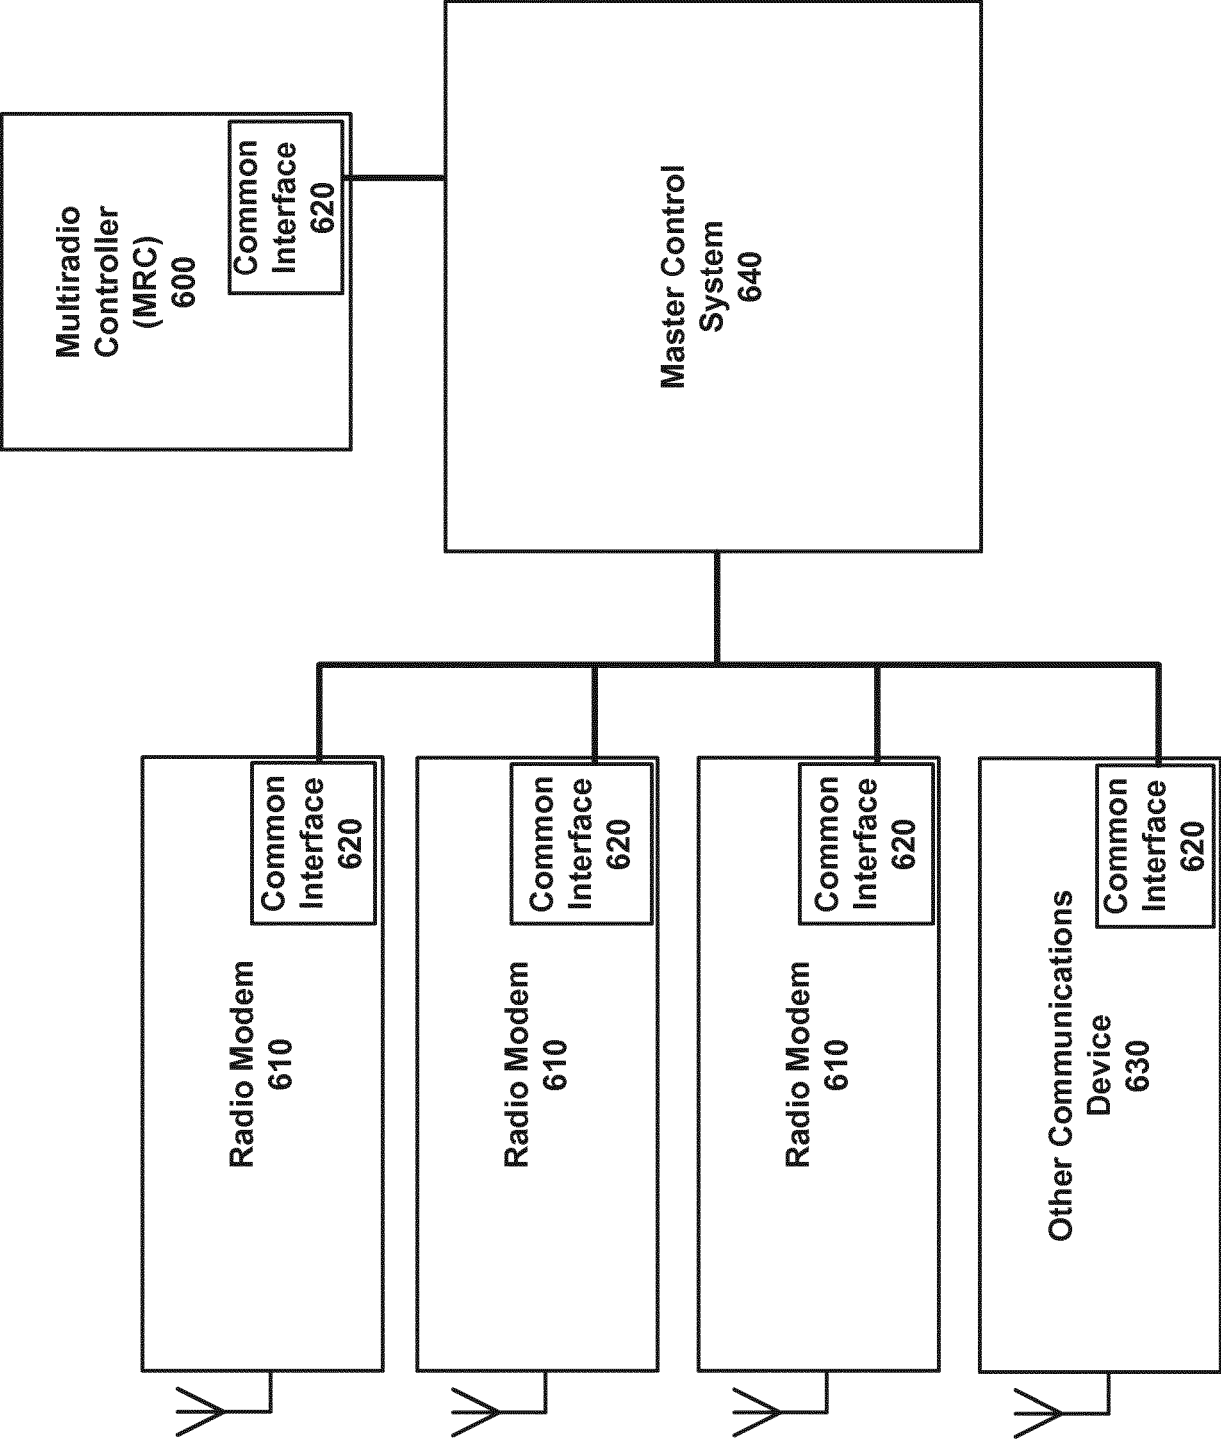 Multiradio
Controller
(MRC)
600
Common
Interface
620
Master Control
System
640
Radio Modem
610
Common
Interface
620
Radio Modem
610
Common
Interface
620
Radio Modem
610
Common
Interface
620
Other Communications
Device
630
Common
Interface
620